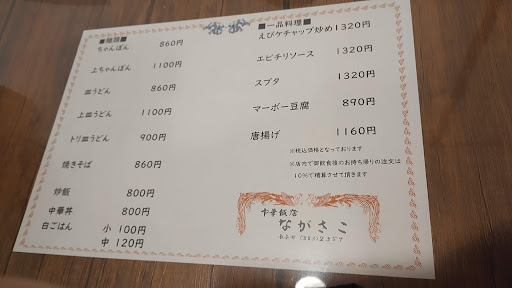 ■麺類■
ちゃんぽん 860円
上ちゃんぽん 1100円
皿うどん 860円
上皿うどん 1100円
トリ皿うどん 900円
焼きそば 860円
炒飯 800円
中華丼 800円
白ごはん 小 100円
中 120円
■一品料理■
えびケチャップ炒め 1320円
エビチリソース 1320円
スブタ 1320円
マーボー豆腐 890円
唐揚げ 1160円
※税込価格となっております
※店内で御飲食後のお持ち帰りの注文は
10%で精算させて頂きます
中華飯店
ながさこ